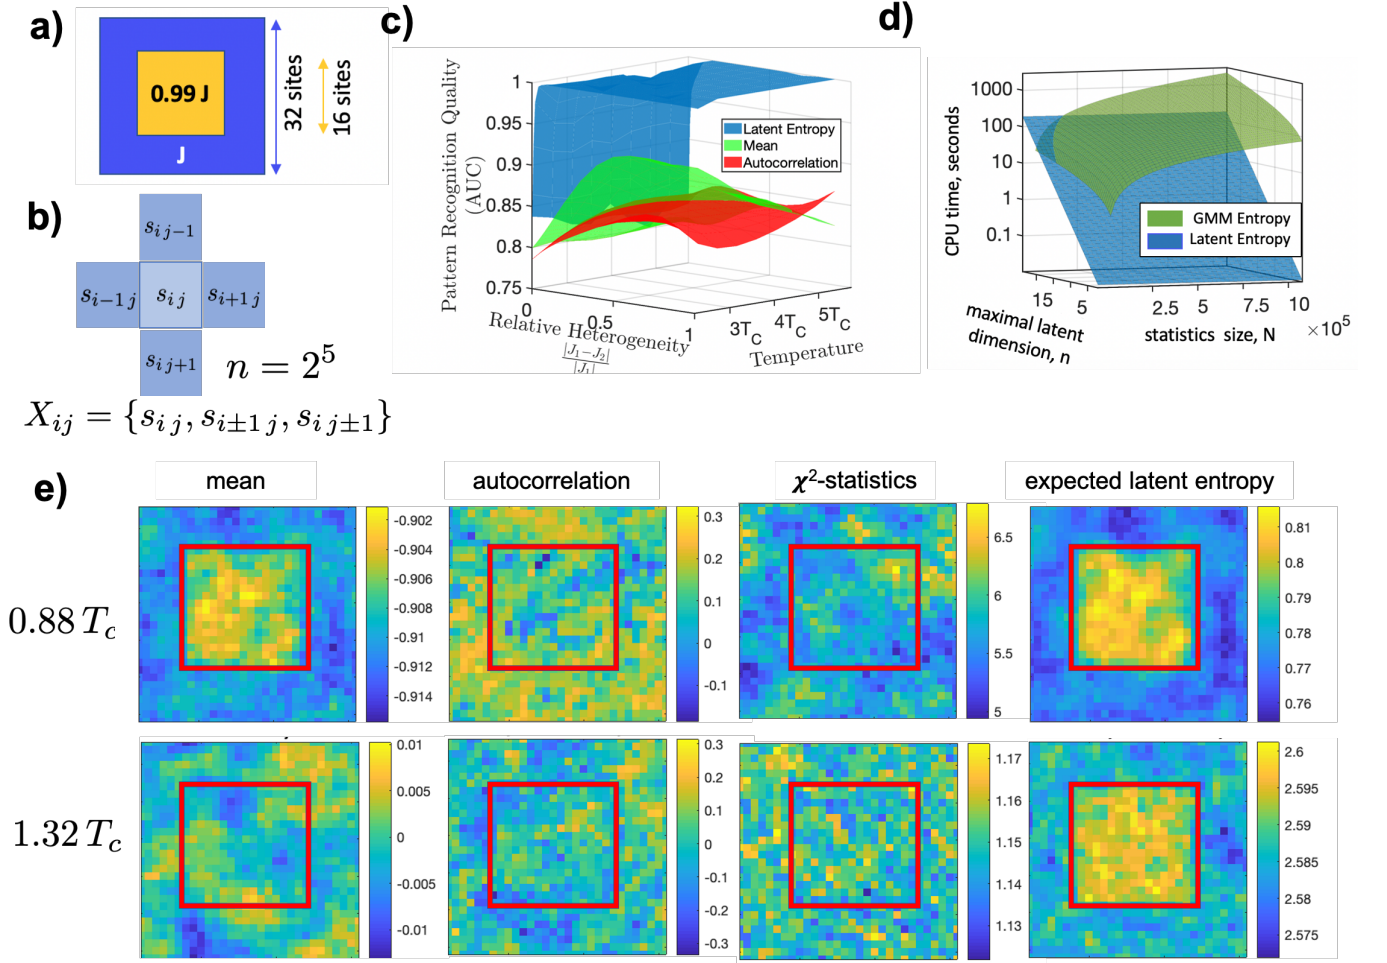 a)
0.99 J
J
32 sites
16 sites
b)
s_{i j−1}
s_{i−1 j} s_{i j} s_{i+1 j}
s_{i j+1}
n = 2^5
X_{ij} = {s_{i j}, s_{i±1 j}, s_{i j±1}}
c)
Pattern Recognition Quality
(AUC)
1
0.95
0.9
0.85
0.8
0.75
Latent Entropy
Mean
Autocorrelation
0
0.5
1
Relative Heterogeneity
|J_1−J_2|
|J_1|
3T_C
4T_C
5T_C
Temperature
d)
CPU time, seconds
1000
100
10
1
0.1
GMM Entropy
Latent Entropy
15
5
maximal latent
dimension, n
2.5 5 7.5 10
×10^5
statistics size, N
e)
mean
autocorrelation
χ²-statistics
expected latent entropy
0.88 T_c
-0.902
-0.904
-0.906
-0.908
-0.91
-0.912
-0.914
0.3
0.2
0.1
0
-0.1
6.5
6
5.5
5
0.81
0.8
0.79
0.78
0.77
0.76
1.32 T_c
0.01
0.005
0
-0.005
-0.01
0.3
0.2
0.1
0
-0.1
-0.2
-0.3
1.17
1.16
1.15
1.14
1.13
2.6
2.595
2.59
2.585
2.58
2.575